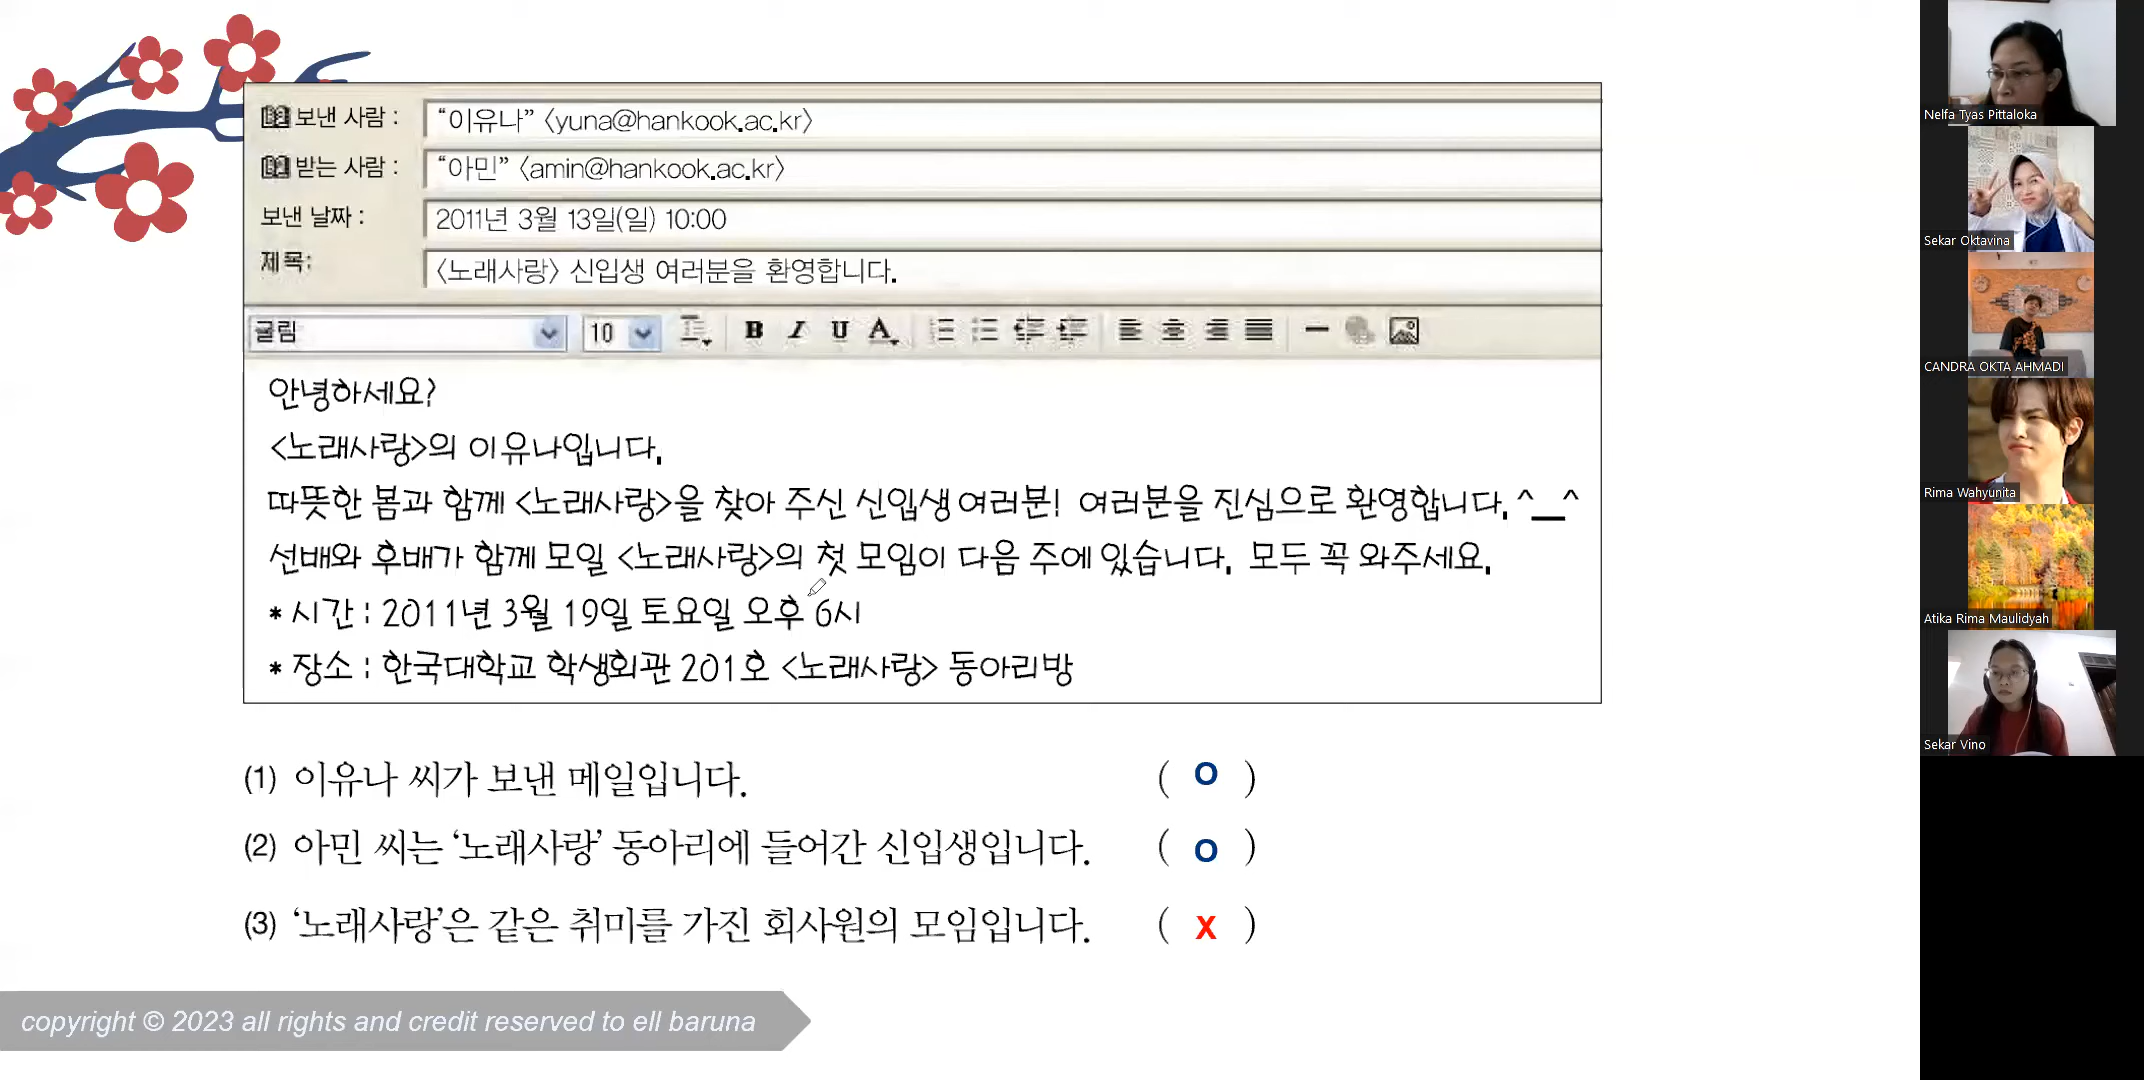 보낸 사람 : “이유나” 〈yuna@hankook.ac.kr〉
받는 사람 : “아민” 〈amin@hankook.ac.kr〉
보낸 날짜 : 2011년 3월 13일(일) 10:00
제목: 〈노래사랑〉 신입생 여러분을 환영합니다.
굴림 10 B I U A
안녕하세요?
<노래사랑>의 이유나입니다.
따뜻한 봄과 함께 <노래사랑>을 찾아 주신 신입생 여러분! 여러분을 진심으로 환영합니다. ^__^
선배와 후배가 함께 모일 <노래사랑>의 첫 모임이 다음 주에 있습니다. 모두 꼭 와주세요.
* 시간 : 2011년 3월 19일 토요일 오후 6시
* 장소 : 한국대학교 학생회관 201호 <노래사랑> 동아리방
(1) 이유나 씨가 보낸 메일입니다. ( O )
(2) 아민 씨는 ‘노래사랑’ 동아리에 들어간 신입생입니다. ( O )
(3) ‘노래사랑’은 같은 취미를 가진 회사원의 모임입니다. ( X )
copyright © 2023 all rights and credit reserved to ell baruna
Nelfa Tyas Pittaloka
Sekar Oktavina
CANDRA OKTA AHMADI
Rima Wahyunita
Atika Rima Maulidyah
Sekar Vino